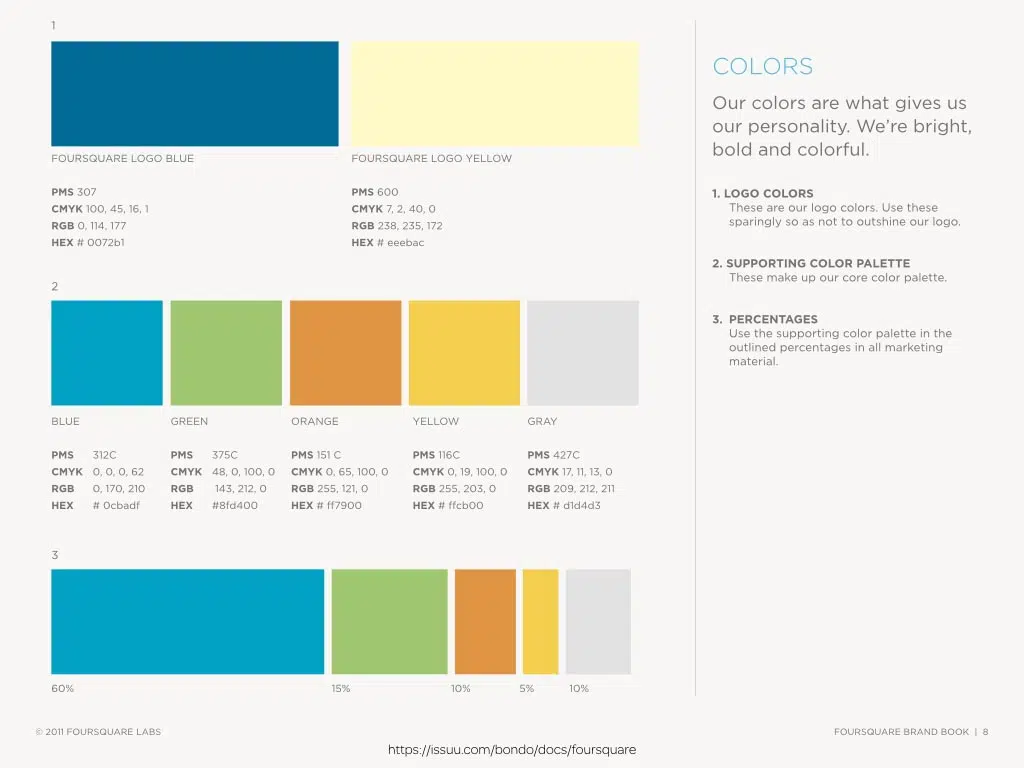 1
FOURSQUARE LOGO BLUE
PMS 307
CMYK 100, 45, 16, 1
RGB 0, 114, 177
HEX # 0072b1
FOURSQUARE LOGO YELLOW
PMS 600
CMYK 7, 2, 40, 0
RGB 238, 235, 172
HEX # eeebac
2
BLUE
PMS 312C
CMYK 0, 0, 0, 62
RGB 0, 170, 210
HEX # 0cbadf
GREEN
PMS 375C
CMYK 48, 0, 100, 0
RGB 143, 212, 0
HEX #8fd400
ORANGE
PMS 151 C
CMYK 0, 65, 100, 0
RGB 255, 121, 0
HEX # ff7900
YELLOW
PMS 116C
CMYK 0, 19, 100, 0
RGB 255, 203, 0
HEX # ffcb00
GRAY
PMS 427C
CMYK 17, 11, 13, 0
RGB 209, 212, 211
HEX # d1d4d3
3
60%
15%
10%
5%
10%
COLORS
Our colors are what gives us
our personality. We’re bright,
bold and colorful.
1. LOGO COLORS
These are our logo colors. Use these
sparingly so as not to outshine our logo.
2. SUPPORTING COLOR PALETTE
These make up our core color palette.
3. PERCENTAGES
Use the supporting color palette in the
outlined percentages in all marketing
material.
© 2011 FOURSQUARE LABS
FOURSQUARE BRAND BOOK | 8
https://issuu.com/bondo/docs/foursquare